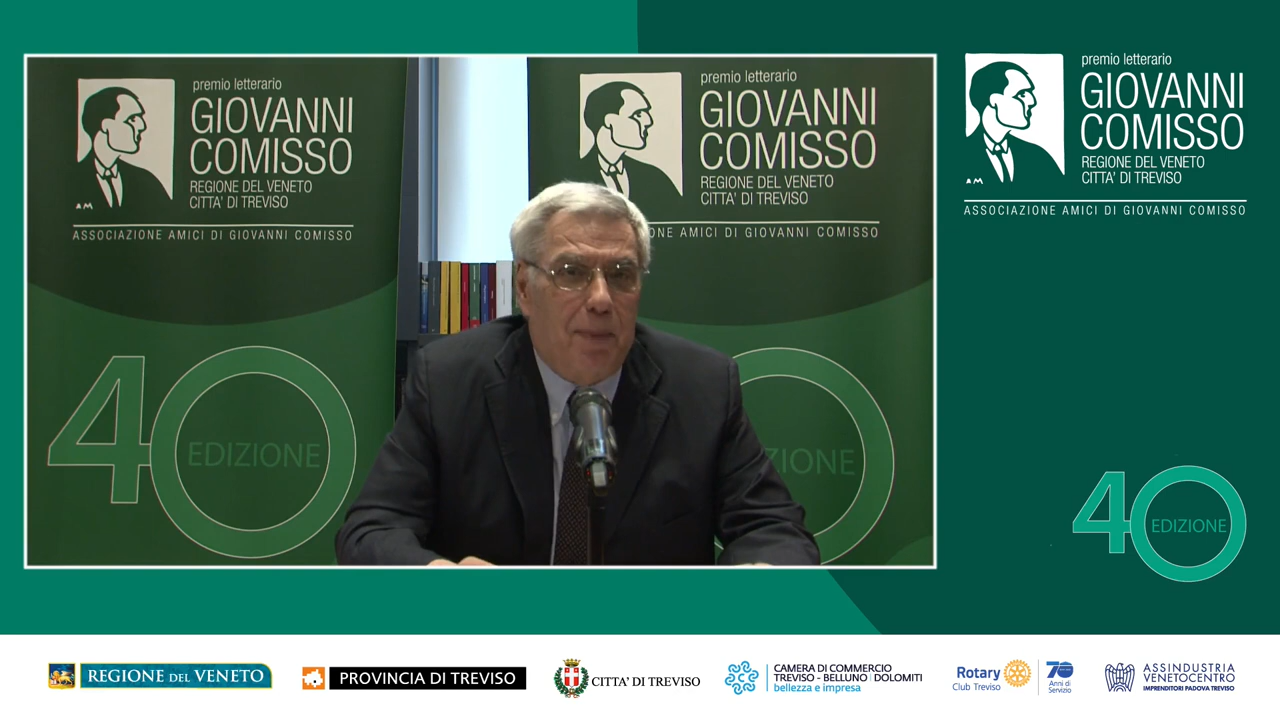 premio letterario
GIOVANNI
COMISSO
REGIONE DEL VENETO
CITTA' DI TREVISO
ASSOCIAZIONE AMICI DI GIOVANNI COMISSO
40
EDIZIONE
premio letterario
GIOVANNI
COMISSO
REGIONE DEL VENETO
CITTA' DI TREVISO
NE AMICI DI GIOVANNI COMISSO
ZIONE
premio letterario
GIOVANNI
COMISSO
REGIONE DEL VENETO
CITTA' DI TREVISO
ASSOCIAZIONE AMICI DI GIOVANNI COMISSO
40
EDIZIONE
REGIONE DEL VENETO
PROVINCIA DI TREVISO
CITTA' DI TREVISO
CAMERA DI COMMERCIO
TREVISO - BELLUNO | DOLOMITI
bellezza e impresa
Rotary
Club Treviso
70
Anni di
Servizio
ASSINDUSTRIA
VENETOCENTRO
IMPRENDITORI PADOVA TREVISO